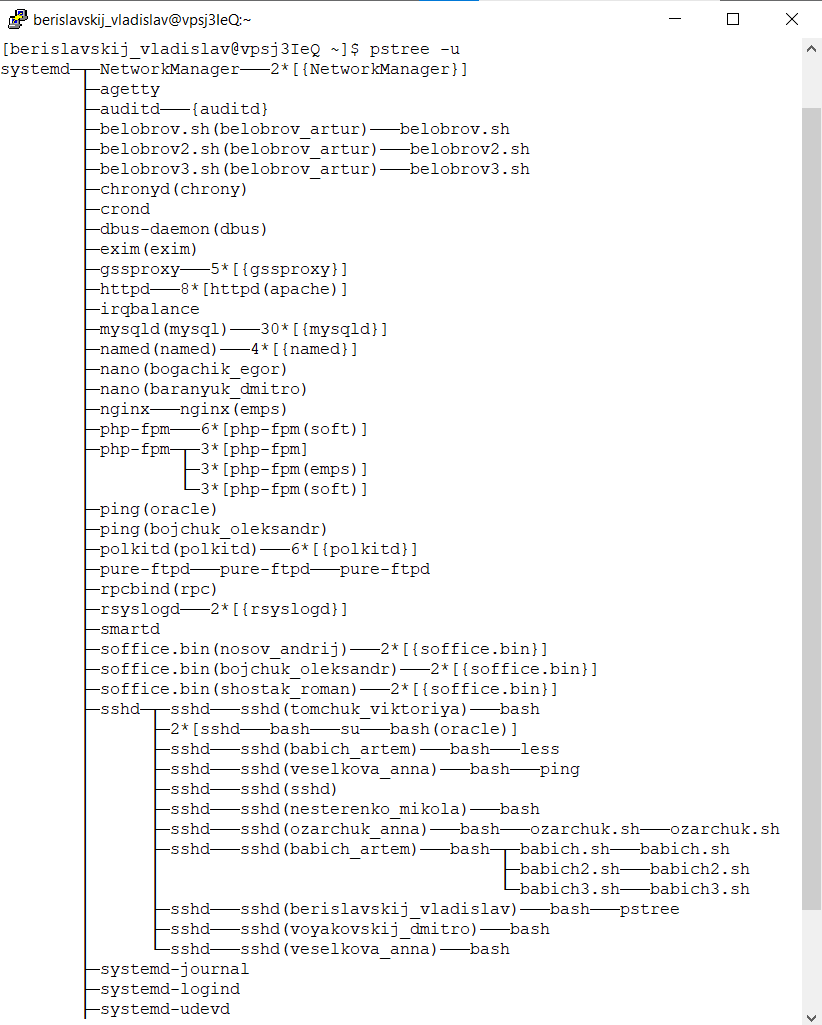 berislavskij_vladislav@vpsj3IeQ:~
[berislavskij_vladislav@vpsj3IeQ ~]$ pstree -u
systemd─┬─NetworkManager───2*[{NetworkManager}]
        ├─agetty
        ├─auditd───{auditd}
        ├─belobrov.sh(belobrov_artur)───belobrov.sh
        ├─belobrov2.sh(belobrov_artur)───belobrov2.sh
        ├─belobrov3.sh(belobrov_artur)───belobrov3.sh
        ├─chronyd(chrony)
        ├─crond
        ├─dbus-daemon(dbus)
        ├─exim(exim)
        ├─gssproxy───5*[{gssproxy}]
        ├─httpd───8*[httpd(apache)]
        ├─irqbalance
        ├─mysqld(mysql)───30*[{mysqld}]
        ├─named(named)───4*[{named}]
        ├─nano(bogachik_egor)
        ├─nano(baranyuk_dmitro)
        ├─nginx───nginx(emps)
        ├─php-fpm───6*[php-fpm(soft)]
        ├─php-fpm─┬─3*[php-fpm]
        │         ├─3*[php-fpm(emps)]
        │         └─3*[php-fpm(soft)]
        ├─ping(oracle)
        ├─ping(bojchuk_oleksandr)
        ├─polkitd(polkitd)───6*[{polkitd}]
        ├─pure-ftpd───pure-ftpd───pure-ftpd
        ├─rpcbind(rpc)
        ├─rsyslogd───2*[{rsyslogd}]
        ├─smartd
        ├─soffice.bin(nosov_andrij)───2*[{soffice.bin}]
        ├─soffice.bin(bojchuk_oleksandr)───2*[{soffice.bin}]
        ├─soffice.bin(shostak_roman)───2*[{soffice.bin}]
        ├─sshd─┬─sshd───sshd(tomchuk_viktoriya)───bash
        │      ├─2*[sshd───bash───su───bash(oracle)]
        │      ├─sshd───sshd(babich_artem)───bash───less
        │      ├─sshd───sshd(veselkova_anna)───bash───ping
        │      ├─sshd───sshd(sshd)
        │      ├─sshd───sshd(nesterenko_mikola)───bash
        │      ├─sshd───sshd(ozarchuk_anna)───bash───ozarchuk.sh───ozarchuk.sh
        │      ├─sshd───sshd(babich_artem)───bash─┬─babich.sh───babich.sh
        │      │                                  ├─babich2.sh───babich2.sh
        │      │                                  └─babich3.sh───babich3.sh
        │      ├─sshd───sshd(berislavskij_vladislav)───bash───pstree
        │      ├─sshd───sshd(voyakovskij_dmitro)───bash
        │      └─sshd───sshd(veselkova_anna)───bash
        ├─systemd-journal
        ├─systemd-logind
        ├─systemd-udevd